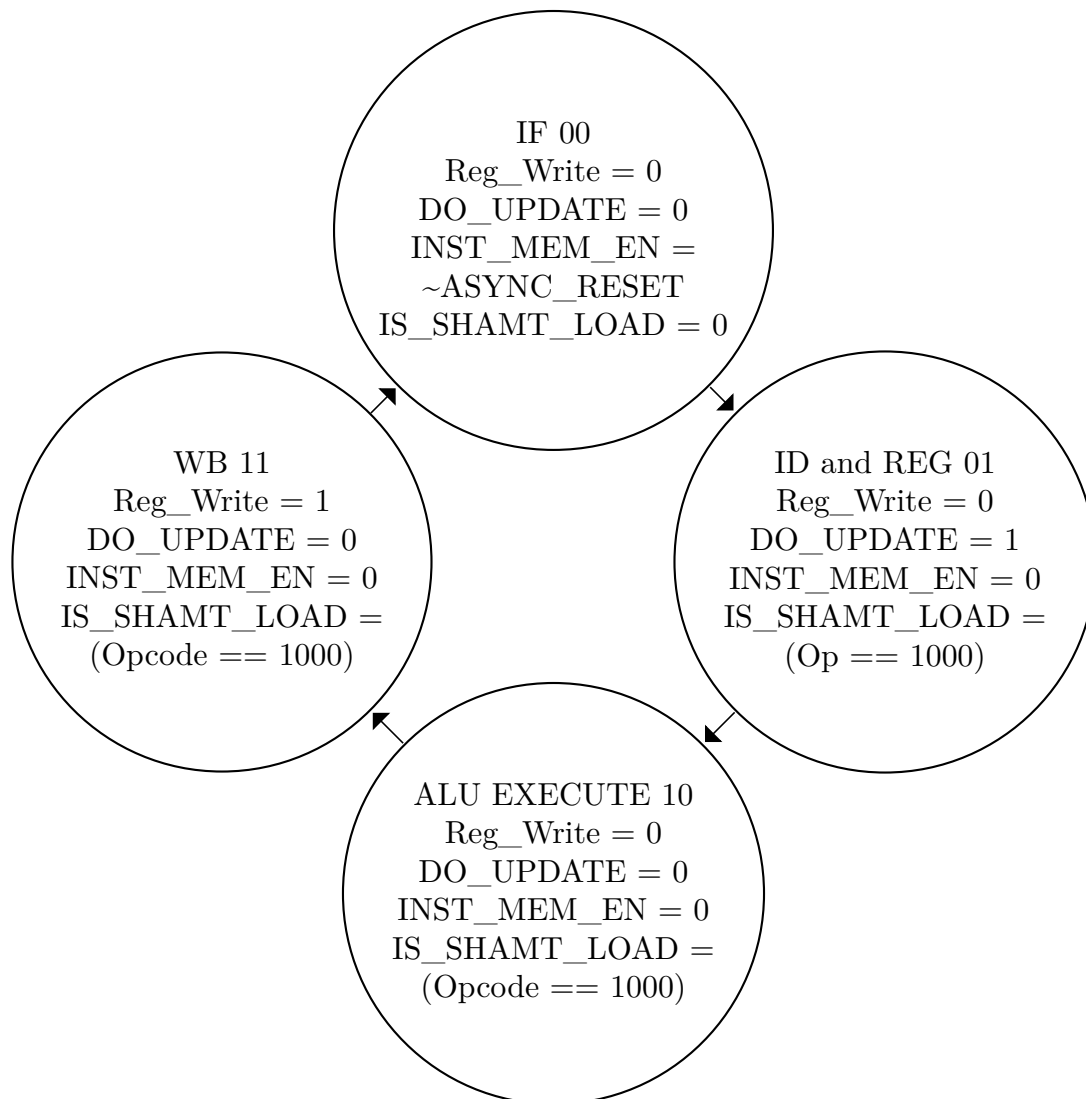 IF 00
Reg_Write = 0
DO_UPDATE = 0
INST_MEM_EN =
~ASYNC_RESET
IS_SHAMT_LOAD = 0
WB 11
Reg_Write = 1
DO_UPDATE = 0
INST_MEM_EN = 0
IS_SHAMT_LOAD =
(Opcode == 1000)
ID and REG 01
Reg_Write = 0
DO_UPDATE = 1
INST_MEM_EN = 0
IS_SHAMT_LOAD =
(Op == 1000)
ALU EXECUTE 10
Reg_Write = 0
DO_UPDATE = 0
INST_MEM_EN = 0
IS_SHAMT_LOAD =
(Opcode == 1000)